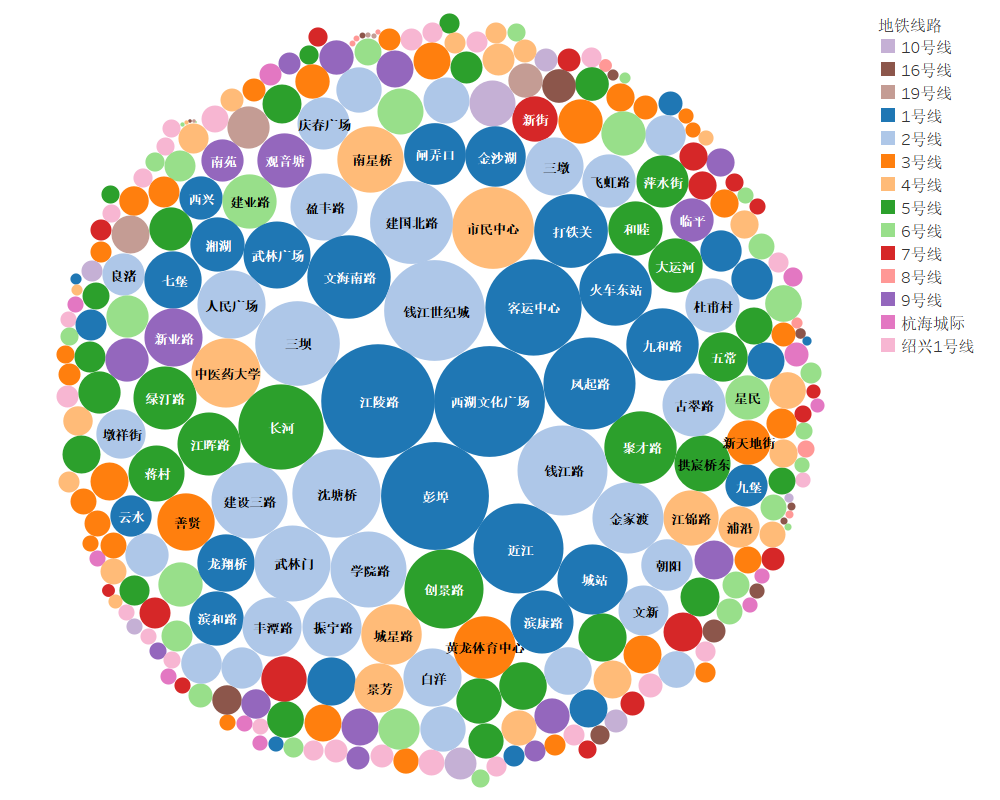 地铁线路
10号线
16号线
19号线
1号线
2号线
3号线
4号线
5号线
6号线
7号线
8号线
9号线
杭海城际
绍兴1号线
新街
庆春广场
南苑
观音塘
南星桥
闸弄口
金沙湖
三墩
飞虹路
萍水街
西兴
建业路
盈丰路
建国北路
市民中心
打铁关
和睦
临平
湘湖
武林广场
大运河
良渚
七堡
文海南路
火车东站
人民广场
钱江世纪城
客运中心
杜甫村
新业路
三坝
九和路
五常
中医药大学
凤起路
绿汀路
江陵路
西湖文化广场
古翠路
星民
墩祥街
江晖路
长河
聚才路
新天地街
拱宸桥东
蒋村
钱江路
九堡
建设三路
沈塘桥
彭埠
云水
善贤
金家渡
江锦路
浦沿
近江
龙翔桥
武林门
学院路
朝阳
城站
创景路
滨和路
丰潭路
振宁路
城星路
文新
滨康路
黄龙体育中心
景芳
白洋